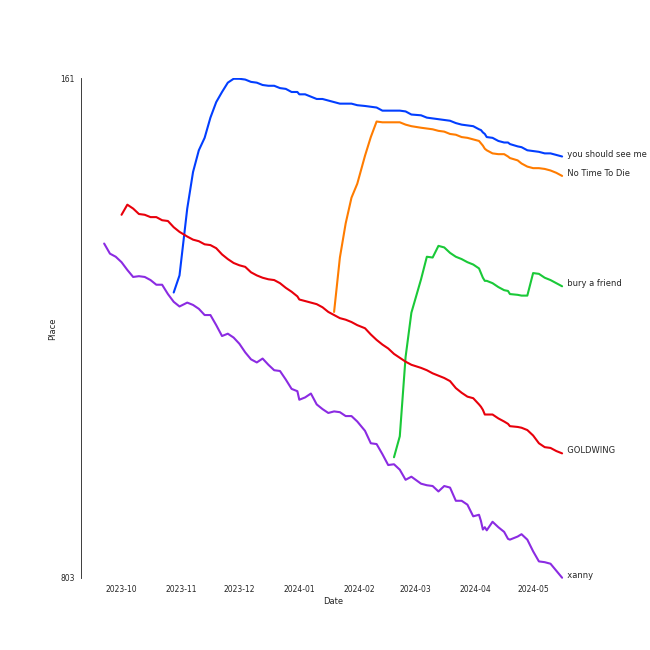 161
you should see me
No Time To Die
bury a friend
Place
GOLDWING
xanny
803
2023-10 2023-11 2023-12 2024-01 2024-02 2024-03 2024-04 2024-05
Date